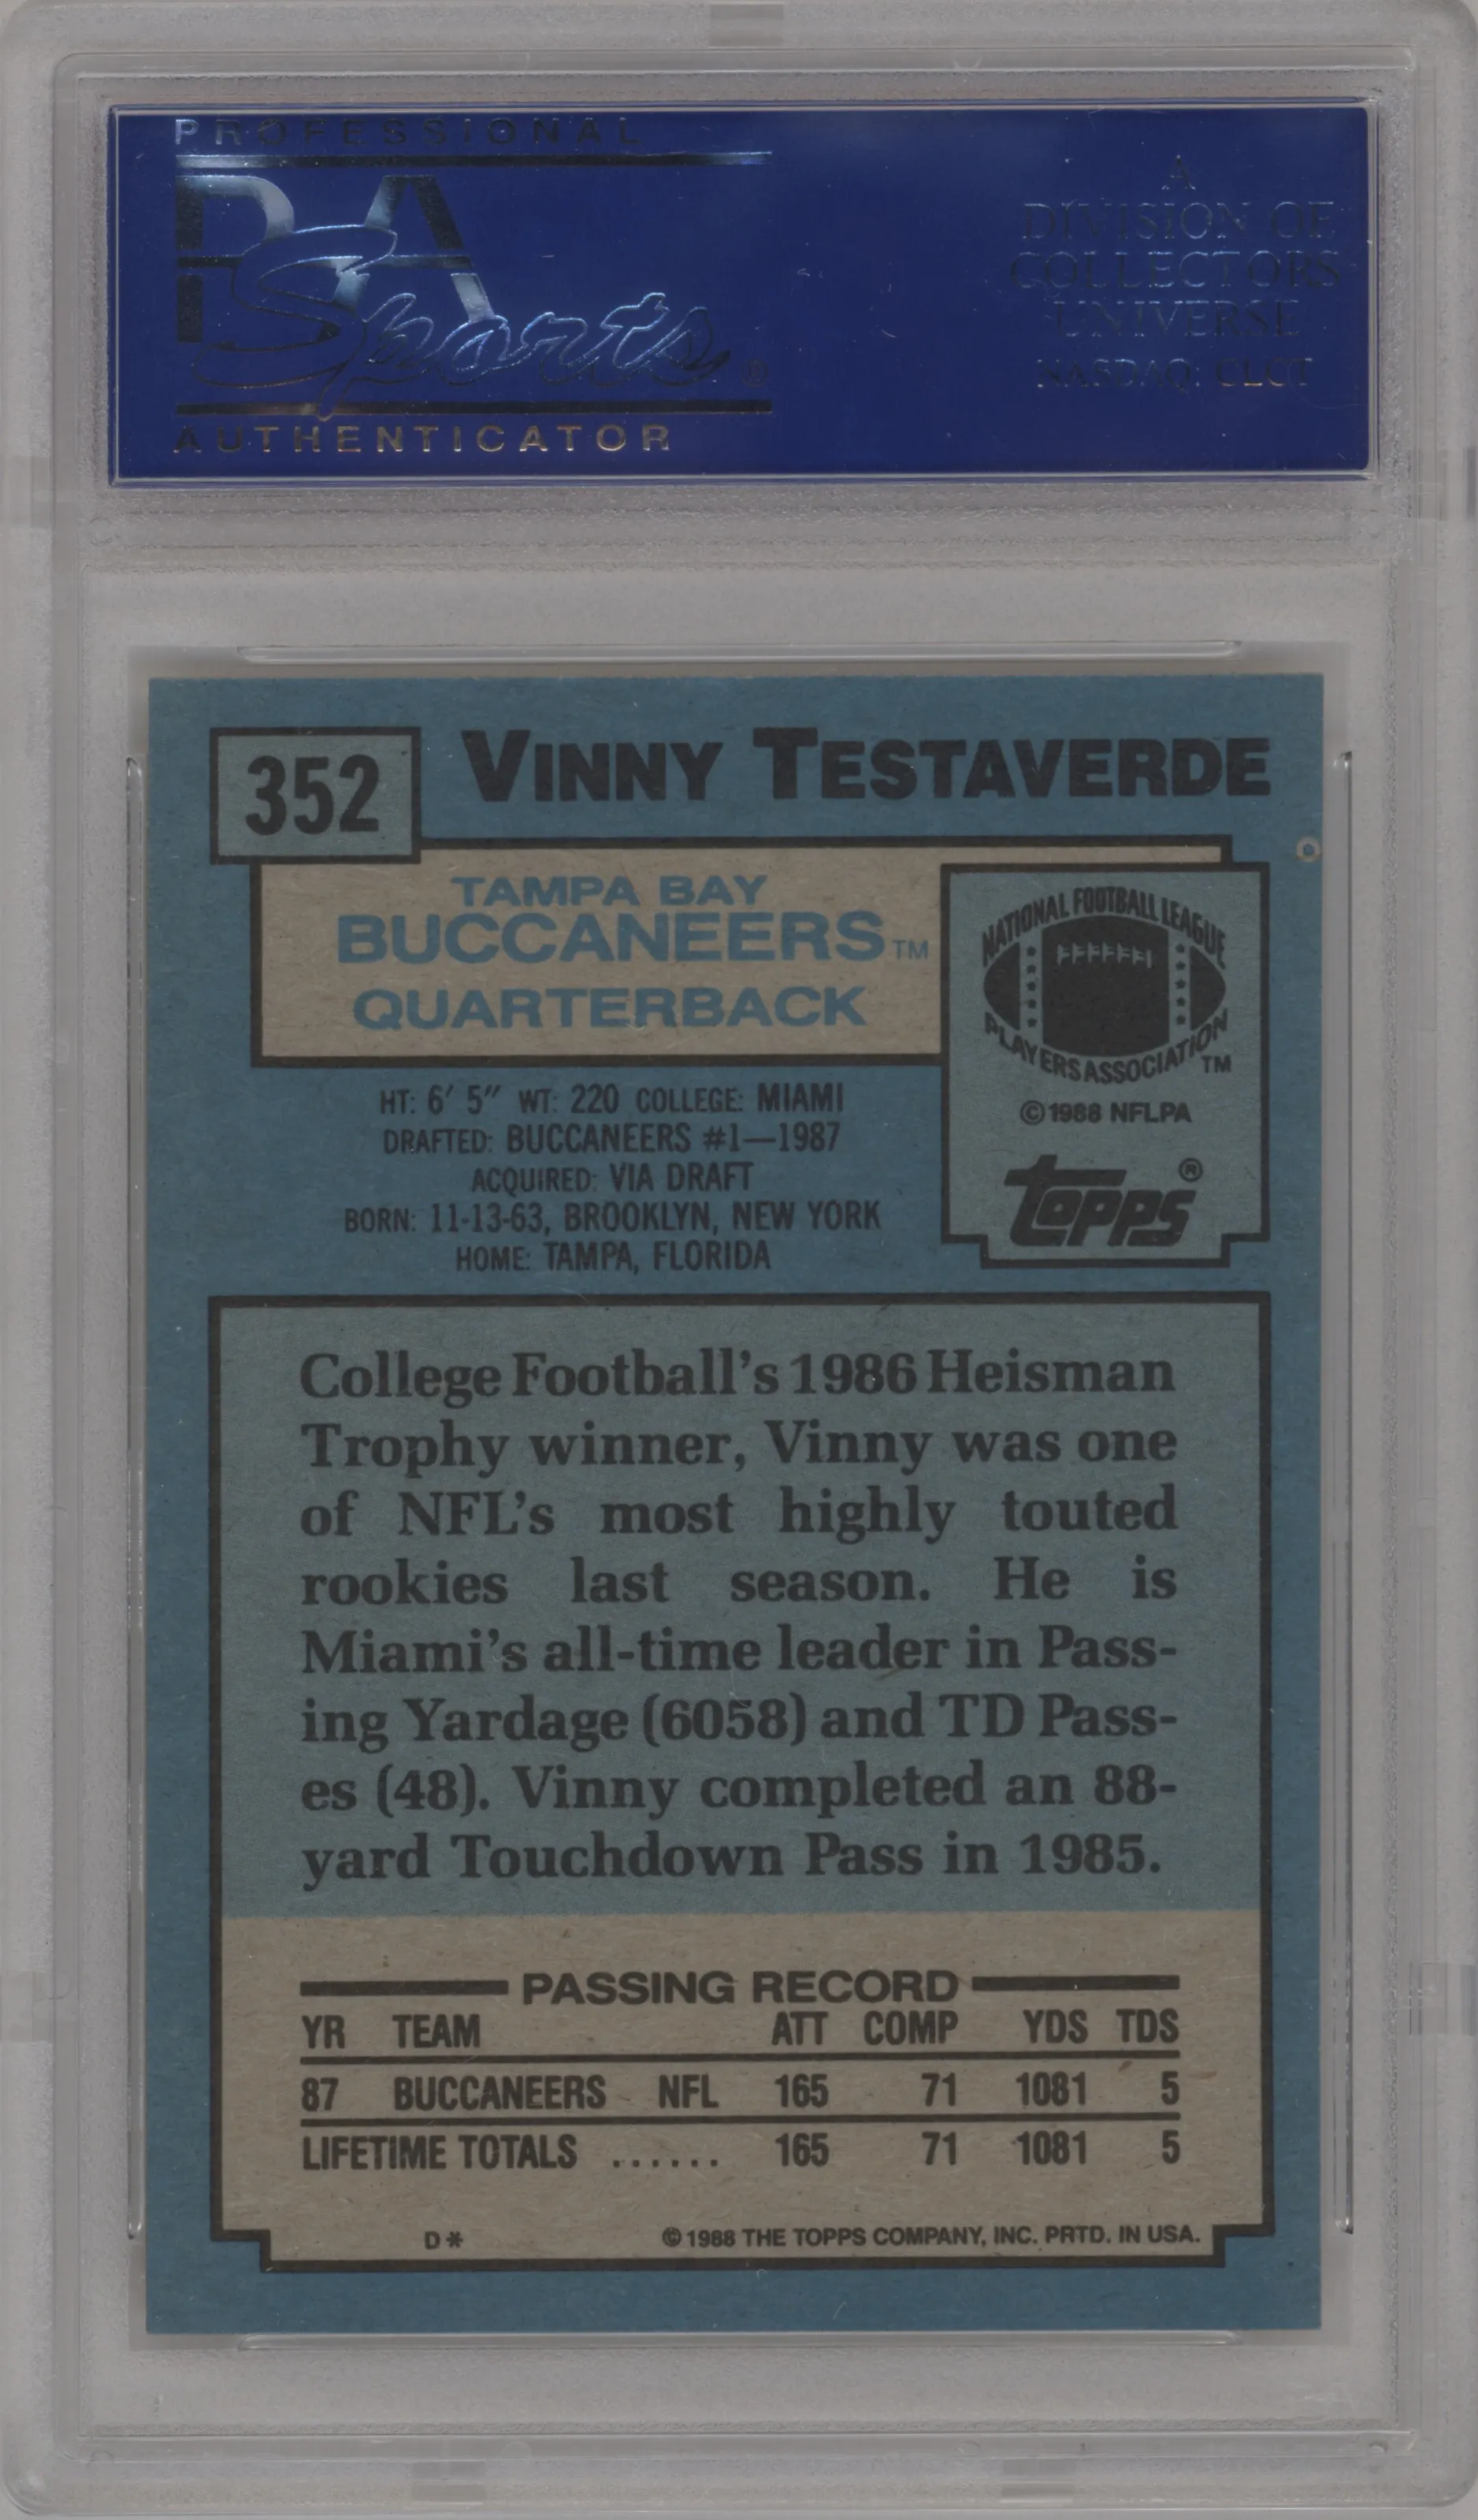 PROFESSIONAL
PSA
Sports ®
AUTHENTICATOR
A
DIVISION OF
COLLECTORS
UNIVERSE
NASDAQ: CLCT
352
VINNY TESTAVERDE
TAMPA BAY
BUCCANEERS TM
QUARTERBACK
NATIONAL FOOTBALL LEAGUE
PLAYERS ASSOCIATION TM
© 1988 NFLPA
topps ®
HT: 6' 5" WT: 220 COLLEGE: MIAMI
DRAFTED: BUCCANEERS #1—1987
ACQUIRED: VIA DRAFT
BORN: 11-13-63, BROOKLYN, NEW YORK
HOME: TAMPA, FLORIDA
College Football's 1986 Heisman
Trophy winner, Vinny was one
of NFL's most highly touted
rookies last season. He is
Miami's all-time leader in Pass-
ing Yardage (6058) and TD Pass-
es (48). Vinny completed an 88-
yard Touchdown Pass in 1985.
PASSING RECORD
YR TEAM ATT COMP YDS TDS
87 BUCCANEERS NFL 165 71 1081 5
LIFETIME TOTALS ...... 165 71 1081 5
D* © 1988 THE TOPPS COMPANY, INC. PRTD. IN USA.